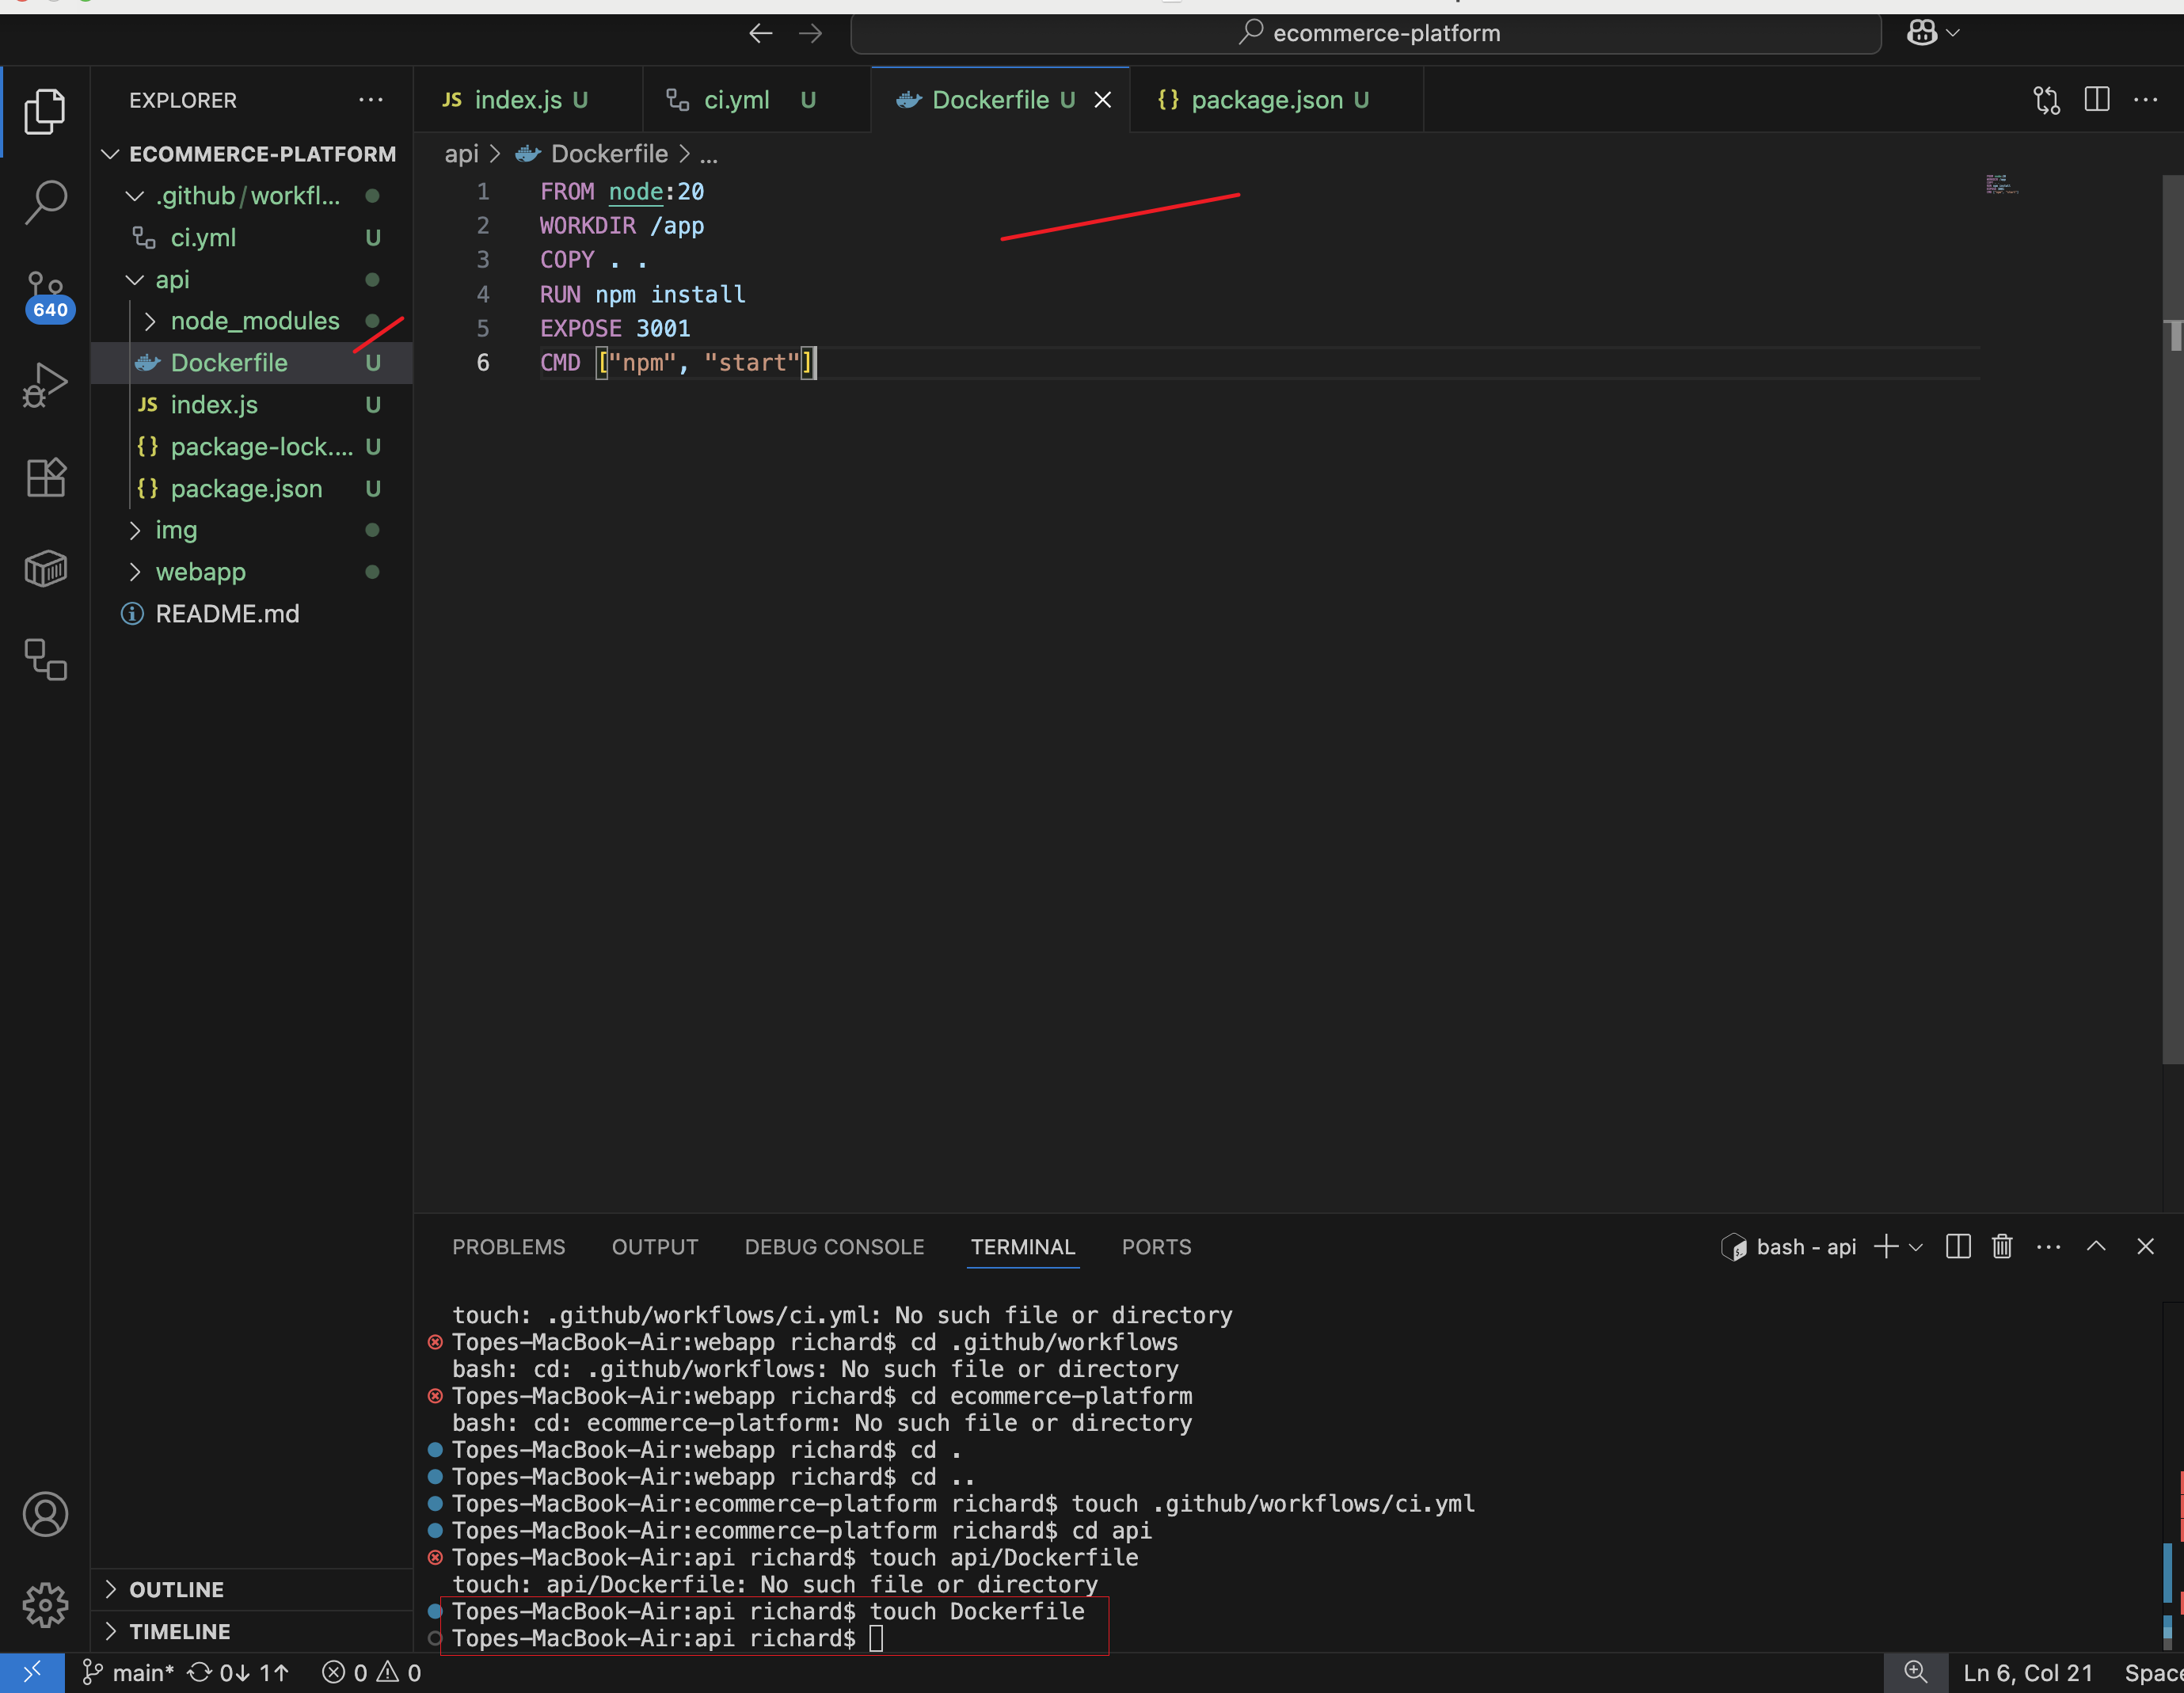 ecommerce-platform
EXPLORER
JS index.js U
ci.yml U
Dockerfile U
{} package.json U
ECOMMERCE-PLATFORM
.github/workfl...
ci.yml U
api
node_modules
Dockerfile U
JS index.js U
{} package-lock.... U
{} package.json U
img
webapp
README.md
640
api > Dockerfile > ...
1 FROM node:20
2 WORKDIR /app
3 COPY . .
4 RUN npm install
5 EXPOSE 3001
6 CMD ["npm", "start"]
PROBLEMS OUTPUT DEBUG CONSOLE TERMINAL PORTS
bash - api
touch: .github/workflows/ci.yml: No such file or directory
Topes-MacBook-Air:webapp richard$ cd .github/workflows
bash: cd: .github/workflows: No such file or directory
Topes-MacBook-Air:webapp richard$ cd ecommerce-platform
bash: cd: ecommerce-platform: No such file or directory
Topes-MacBook-Air:webapp richard$ cd .
Topes-MacBook-Air:webapp richard$ cd ..
Topes-MacBook-Air:ecommerce-platform richard$ touch .github/workflows/ci.yml
Topes-MacBook-Air:ecommerce-platform richard$ cd api
Topes-MacBook-Air:api richard$ touch api/Dockerfile
touch: api/Dockerfile: No such file or directory
Topes-MacBook-Air:api richard$ touch Dockerfile
Topes-MacBook-Air:api richard$
OUTLINE
TIMELINE
main* 0↓ 1↑ 0 0
Ln 6, Col 21